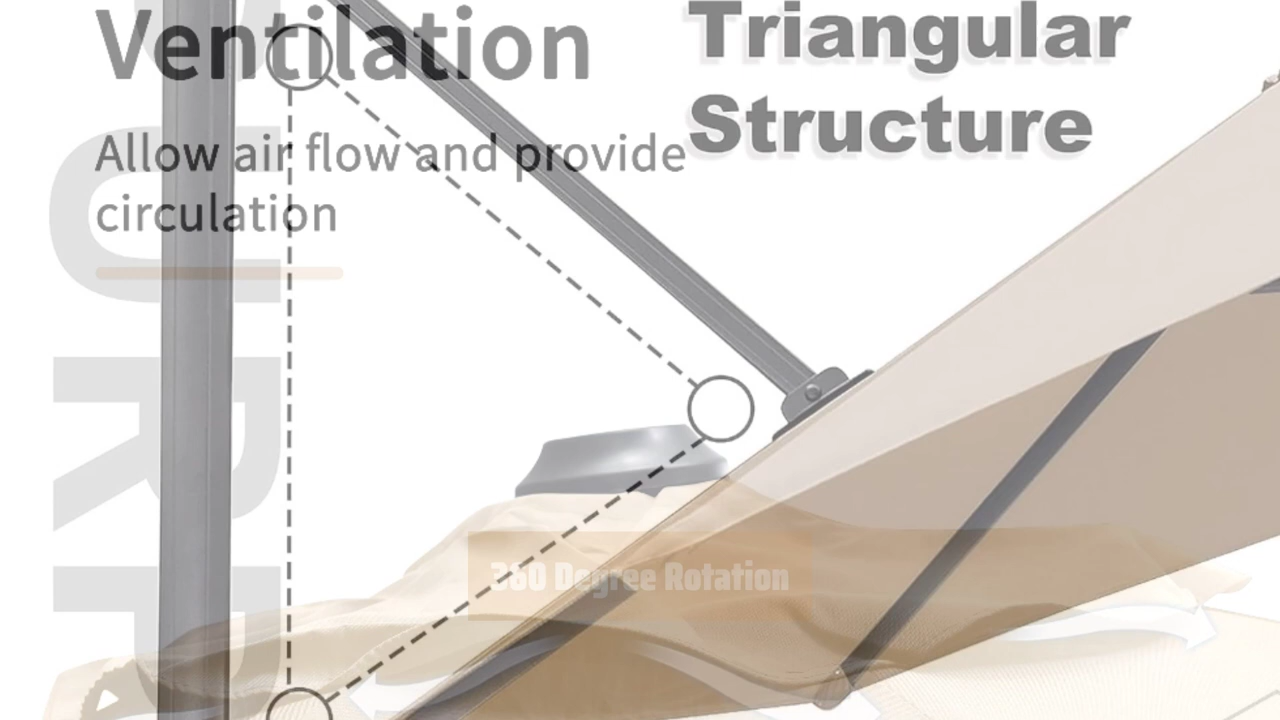 Ventilation
Allow air flow and provide
circulation
Triangular
Structure
360 Degree Rotation